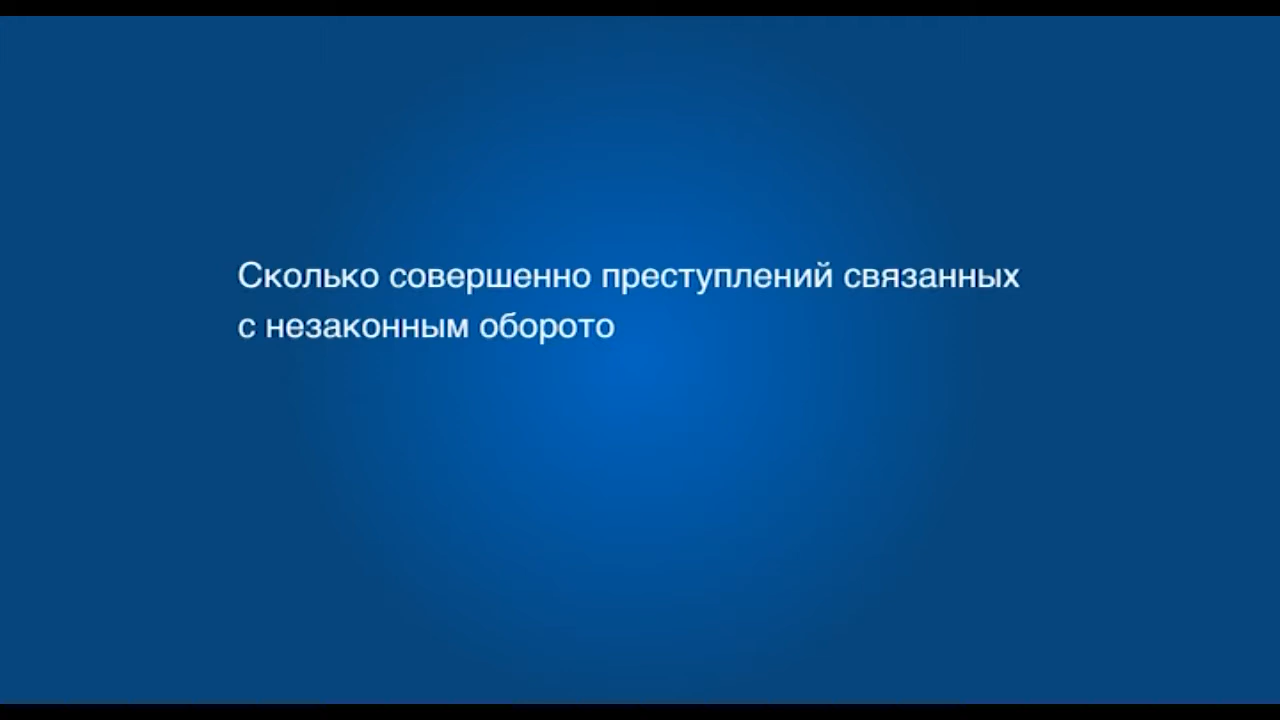 Сколько совершенно преступлений связанных
с незаконным оборото